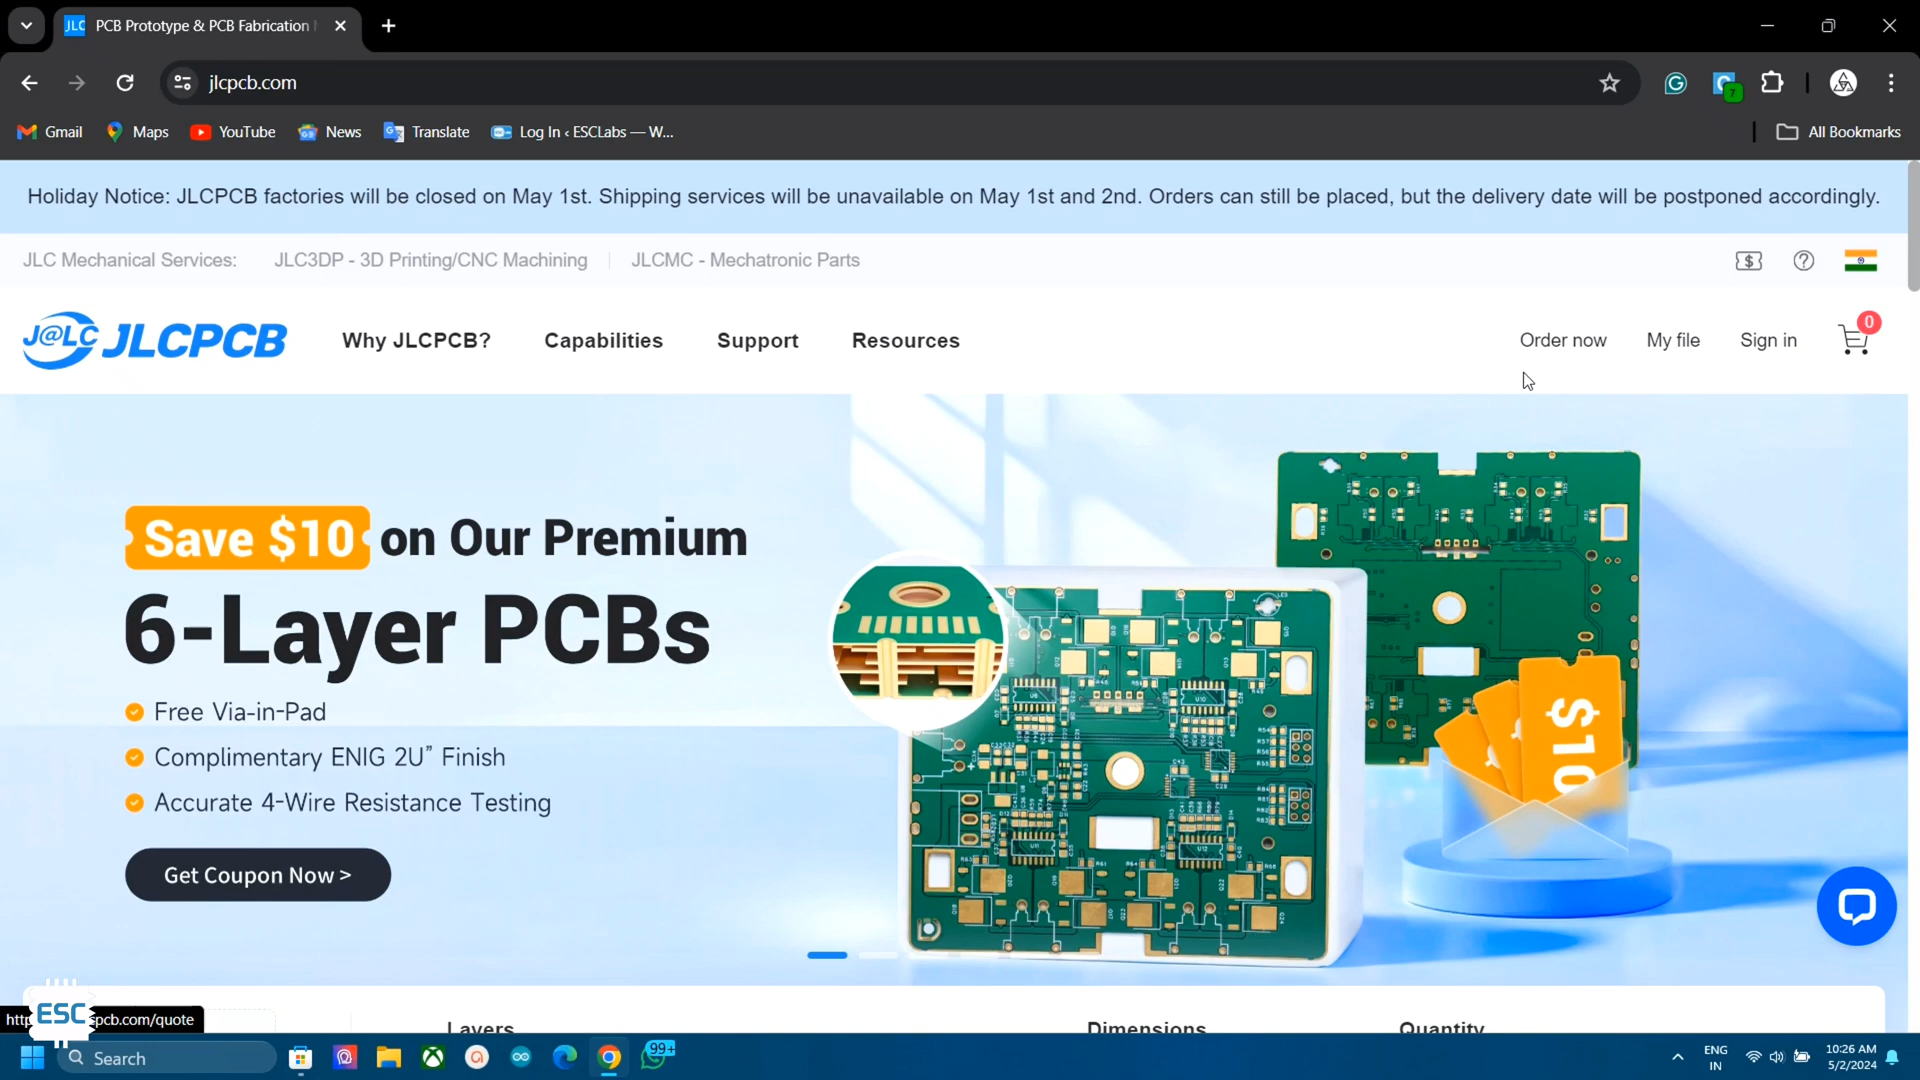 JLC PCB Prototype & PCB Fabrication
jlcpcb.com
7
Gmail
Maps
YouTube
News
Translate
Log In ‹ ESCLabs — W...
All Bookmarks
Holiday Notice: JLCPCB factories will be closed on May 1st. Shipping services will be unavailable on May 1st and 2nd. Orders can still be placed, but the delivery date will be postponed accordingly.
JLC Mechanical Services:
JLC3DP - 3D Printing/CNC Machining
JLCMC - Mechatronic Parts
J@LC JLCPCB
Why JLCPCB?
Capabilities
Support
Resources
Order now
My file
Sign in
0
Save $10 on Our Premium
6-Layer PCBs
Free Via-in-Pad
Complimentary ENIG 2U” Finish
Accurate 4-Wire Resistance Testing
Get Coupon Now >
$10
Layers
Dimensions
Quantity
ESC
pcb.com/quote
Search
99+
ENG
IN
10:26 AM
5/2/2024